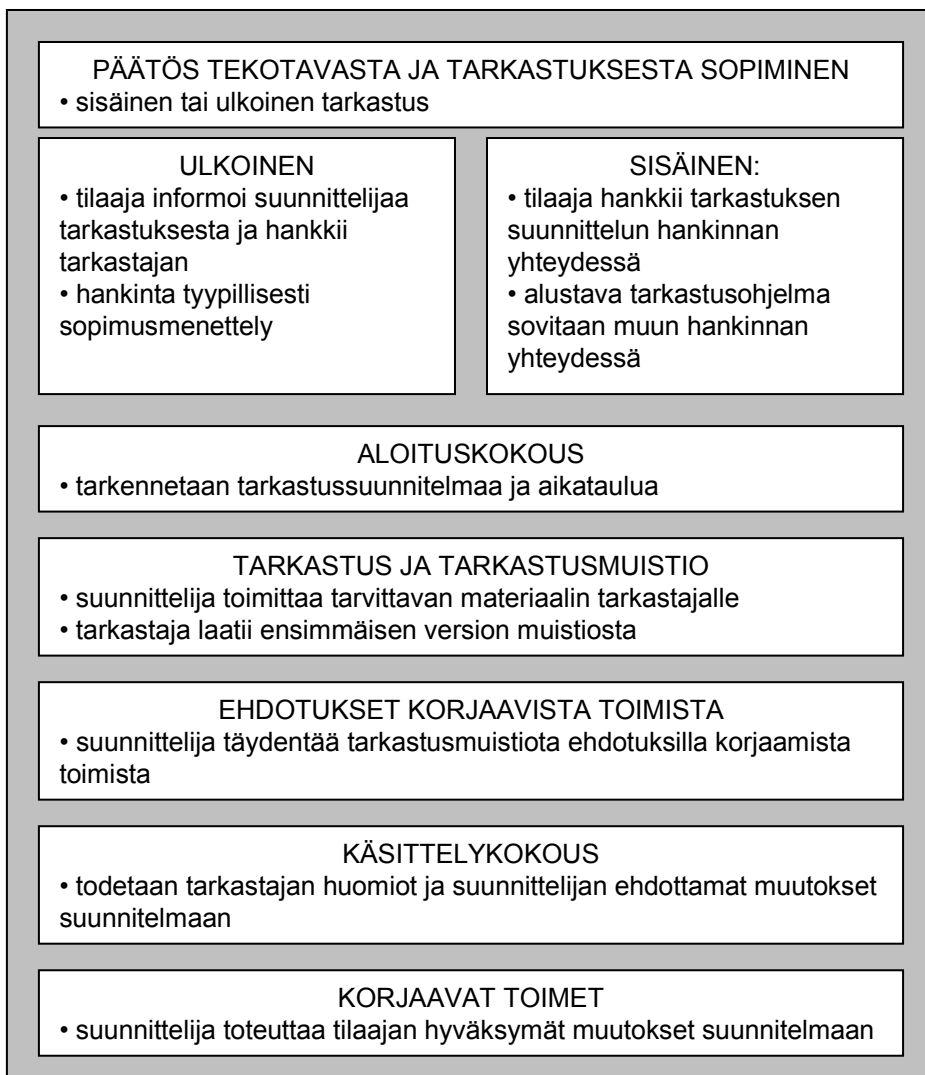 PÄÄTÖS TEKOTAVASTA JA TARKASTUKSESTA SOPIMINEN
• sisäinen tai ulkoinen tarkastus
ULKOINEN
• tilaaja informoi suunnittelijaa
tarkastuksesta ja hankkii
tarkastajan
• hankinta tyypillisesti
sopimusmenettely
SISÄINEN:
• tilaaja hankkii tarkastuksen
suunnittelun hankinnan
yhteydessä
• alustava tarkastusohjelma
sovitaan muun hankinnan
yhteydessä
ALOITUSKOKOUS
• tarkennetaan tarkastussuunnitelmaa ja aikataulua
TARKASTUS JA TARKASTUSMUISTIO
• suunnittelija toimittaa tarvittavan materiaalin tarkastajalle
• tarkastaja laatii ensimmäisen version muistiosta
EHDOTUKSET KORJAAVISTA TOIMISTA
• suunnittelija täydentää tarkastusmuistiota ehdotuksilla korjaamista
toimista
KÄSITTELYKOKOUS
• todetaan tarkastajan huomiot ja suunnittelijan ehdottamat muutokset
suunnitelmaan
KORJAAVAT TOIMET
• suunnittelija toteuttaa tilaajan hyväksymät muutokset suunnitelmaan